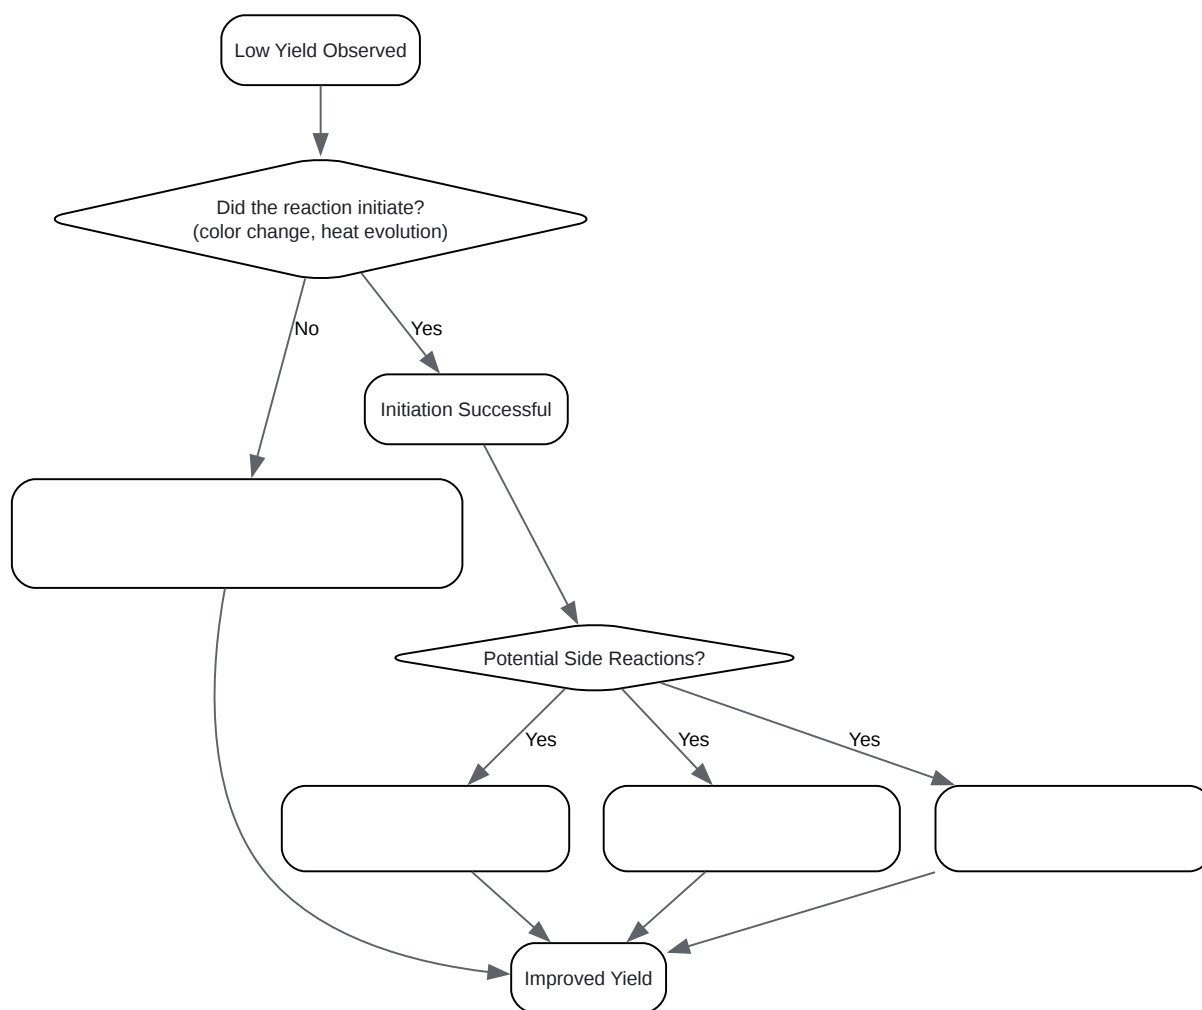 Low Yield Observed
Did the reaction initiate?
(color change, heat evolution)
No
Yes
Initiation Successful
Potential Side Reactions?
Yes
Yes
Yes
Improved Yield